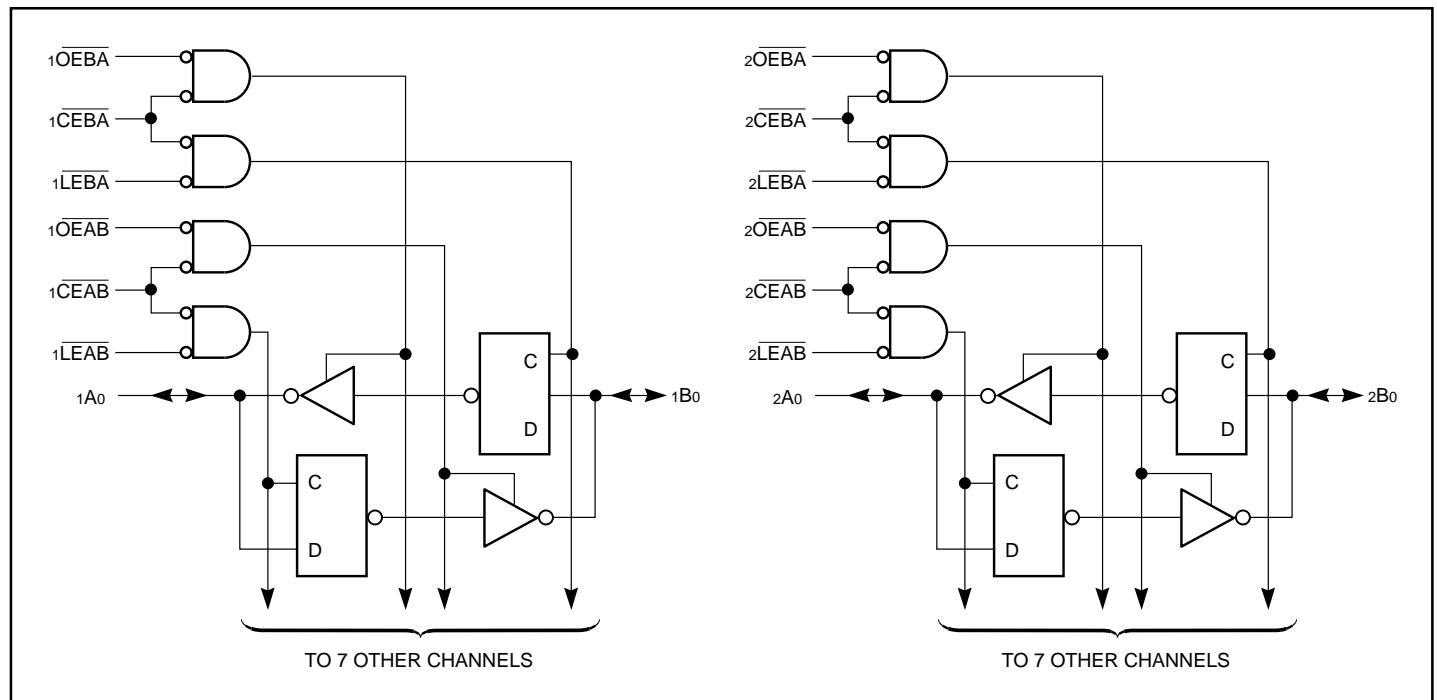 1OEBA
1CEBA
1LEBA
1OEAB
1CEAB
1LEAB
1A0
C
D
1B0
C
D
TO 7 OTHER CHANNELS
2OEBA
2CEBA
2LEBA
2OEAB
2CEAB
2LEAB
2A0
C
D
2B0
C
D
TO 7 OTHER CHANNELS